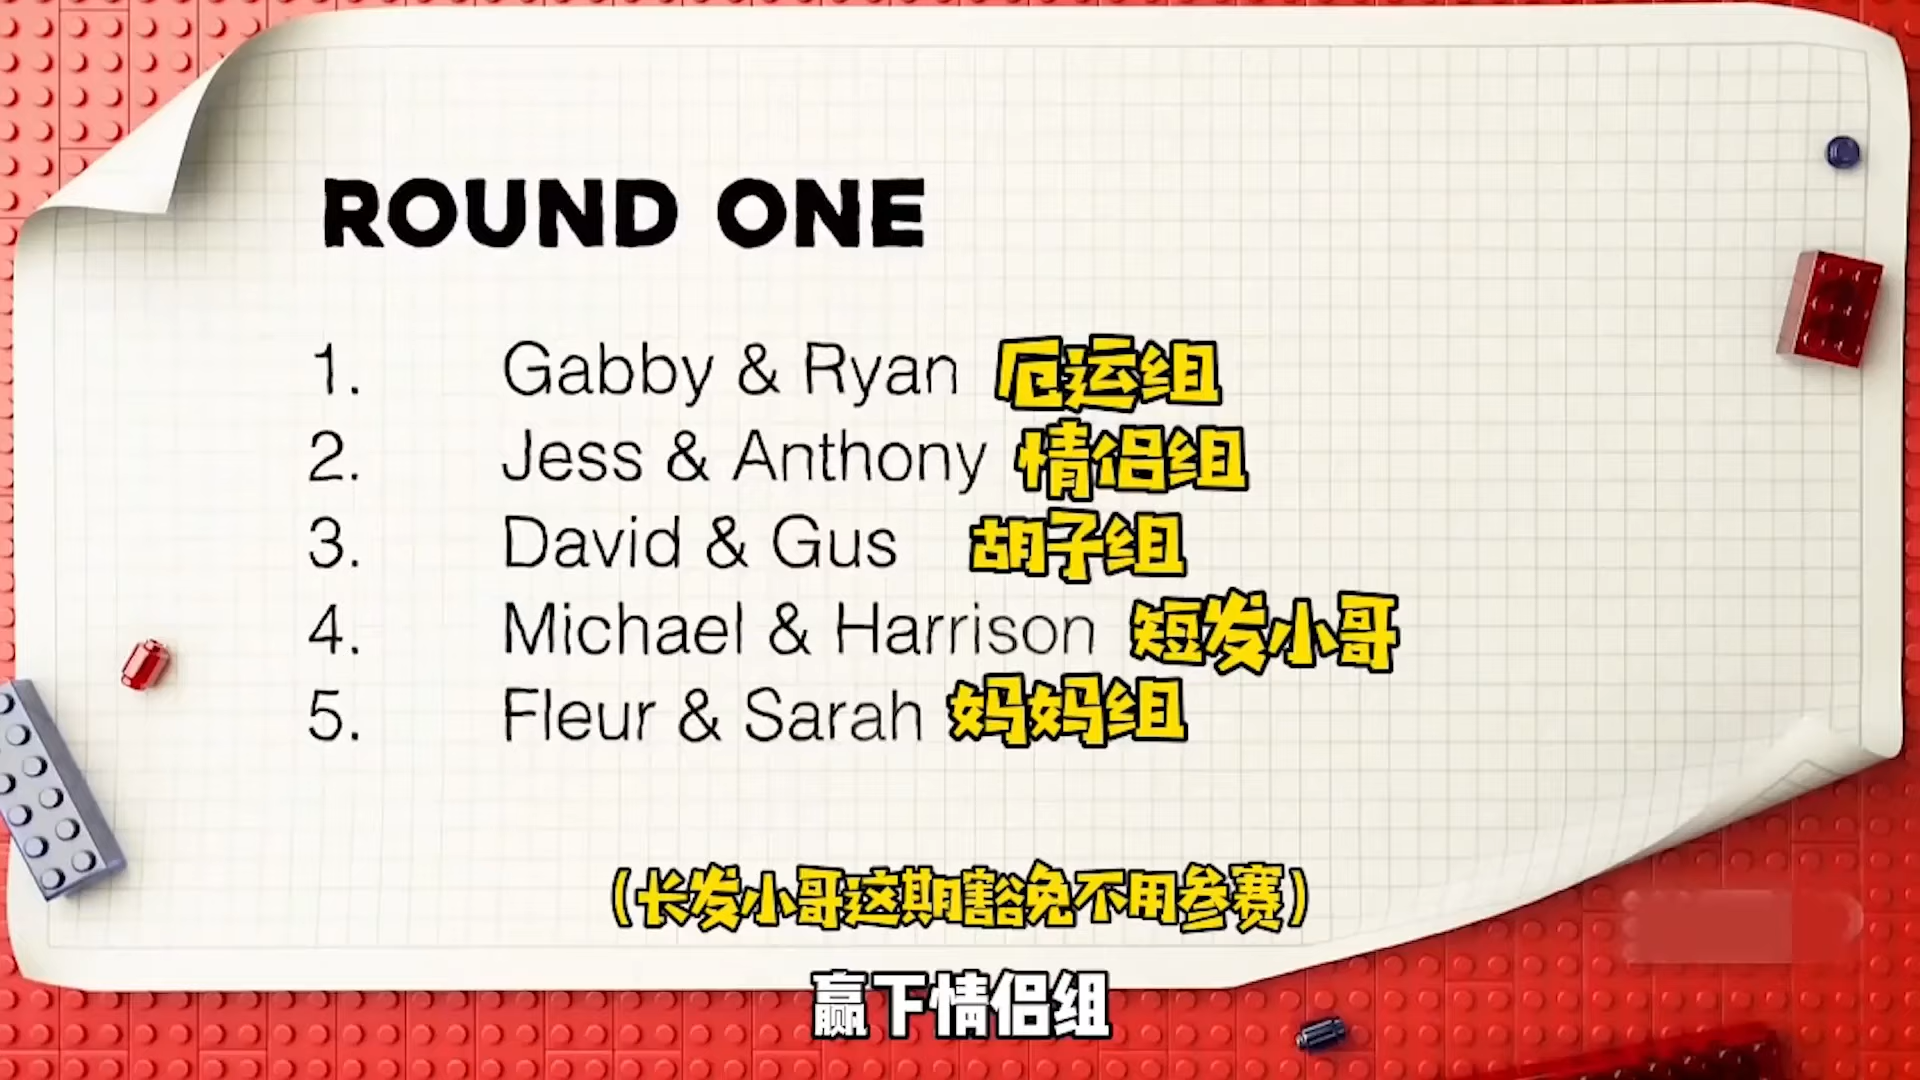 ROUND ONE
1. Gabby & Ryan 厄运组
2. Jess & Anthony 情侣组
3. David & Gus 胡子组
4. Michael & Harrison 短发小哥
5. Fleur & Sarah 妈妈组
(长发小哥这期豁免不用参赛)
赢下情侣组